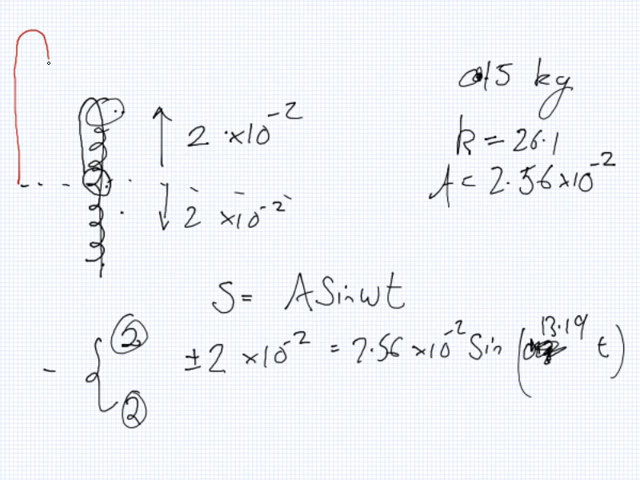 0.15 kg
k = 26.1
A = 2.56 ×10⁻²
2 ×10⁻²
2 ×10⁻²
S = A Sin ωt
- { 2 ± 2 ×10⁻² = 2.56 ×10⁻² Sin ( 13.19 t )
2